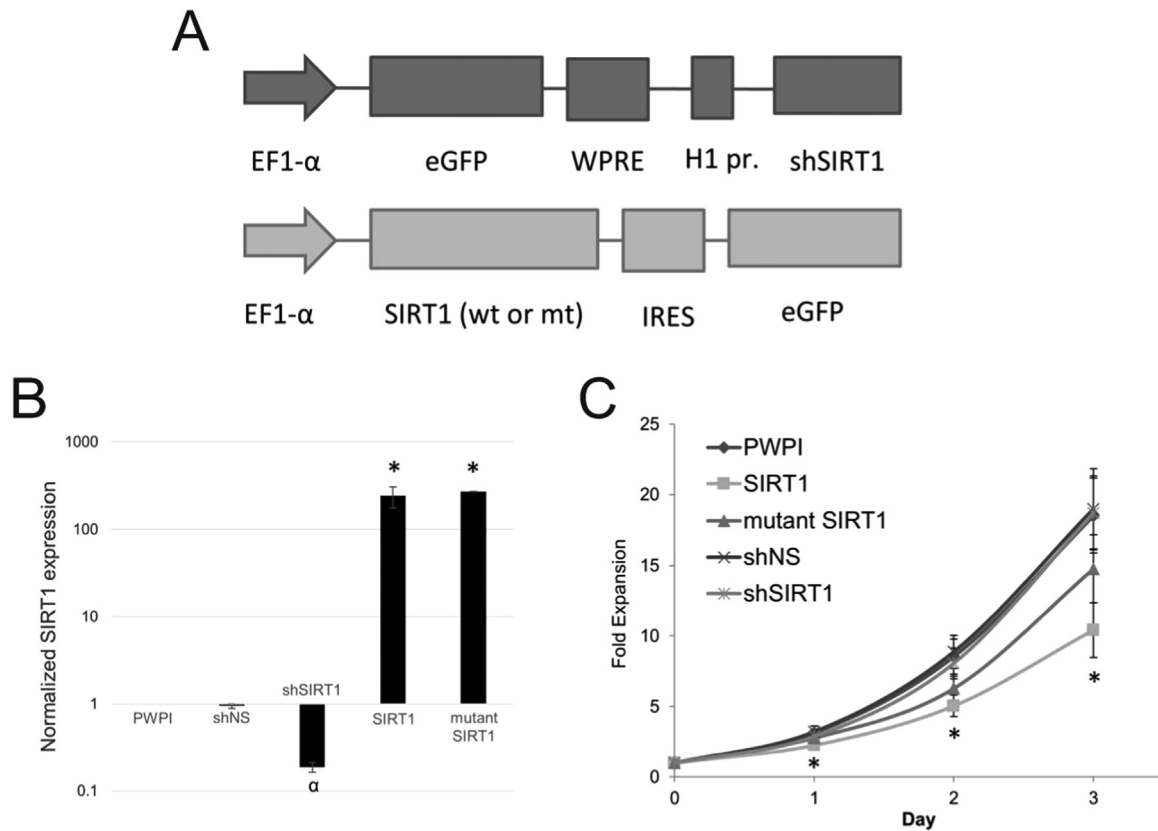 A
EF1-α eGFP WPRE H1 pr. shSIRT1
EF1-α SIRT1 (wt or mt) IRES eGFP
B
Normalized SIRT1 expression
1000
100
10
1
0.1
PWPI
shNS
shSIRT1
α
SIRT1
*
mutant
SIRT1
*
C
Fold Expansion
25
20
15
10
5
0
PWPI
SIRT1
mutant SIRT1
shNS
shSIRT1
*
*
*
0 1 2 3
Day